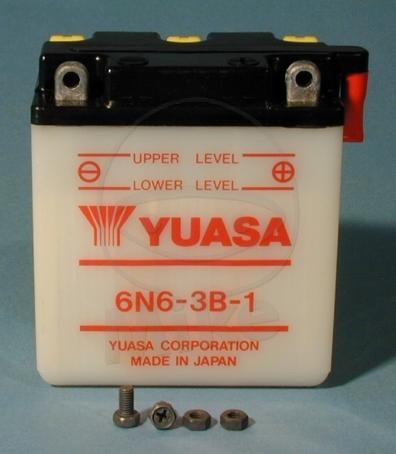 UPPER LEVEL
LOWER LEVEL
YUASA
6N6-3B-1
YUASA CORPORATION
MADE IN JAPAN